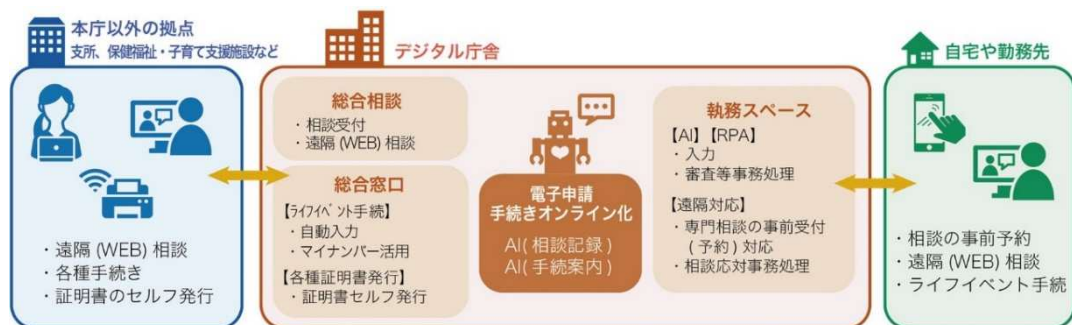 本庁以外の拠点
支所、保健福祉・子育て支援施設など
・遠隔 (WEB) 相談
・各種手続き
・証明書のセルフ発行
デジタル庁舎
総合相談
・相談受付
・遠隔 (WEB) 相談
総合窓口
【ﾗｲﾌｲﾍﾞﾝﾄ手続】
・自動入力
・マイナンバー活用
【各種証明書発行】
・証明書セルフ発行
電子申請
手続きオンライン化
AI( 相談記録 )
AI( 手続案内 )
執務スペース
【AI】【RPA】
・入力
・審査等事務処理
【遠隔対応】
・専門相談の事前受付
( 予約 ) 対応
・相談応対事務処理
自宅や勤務先
・相談の事前予約
・遠隔 (WEB) 相談
・ライフイベント手続